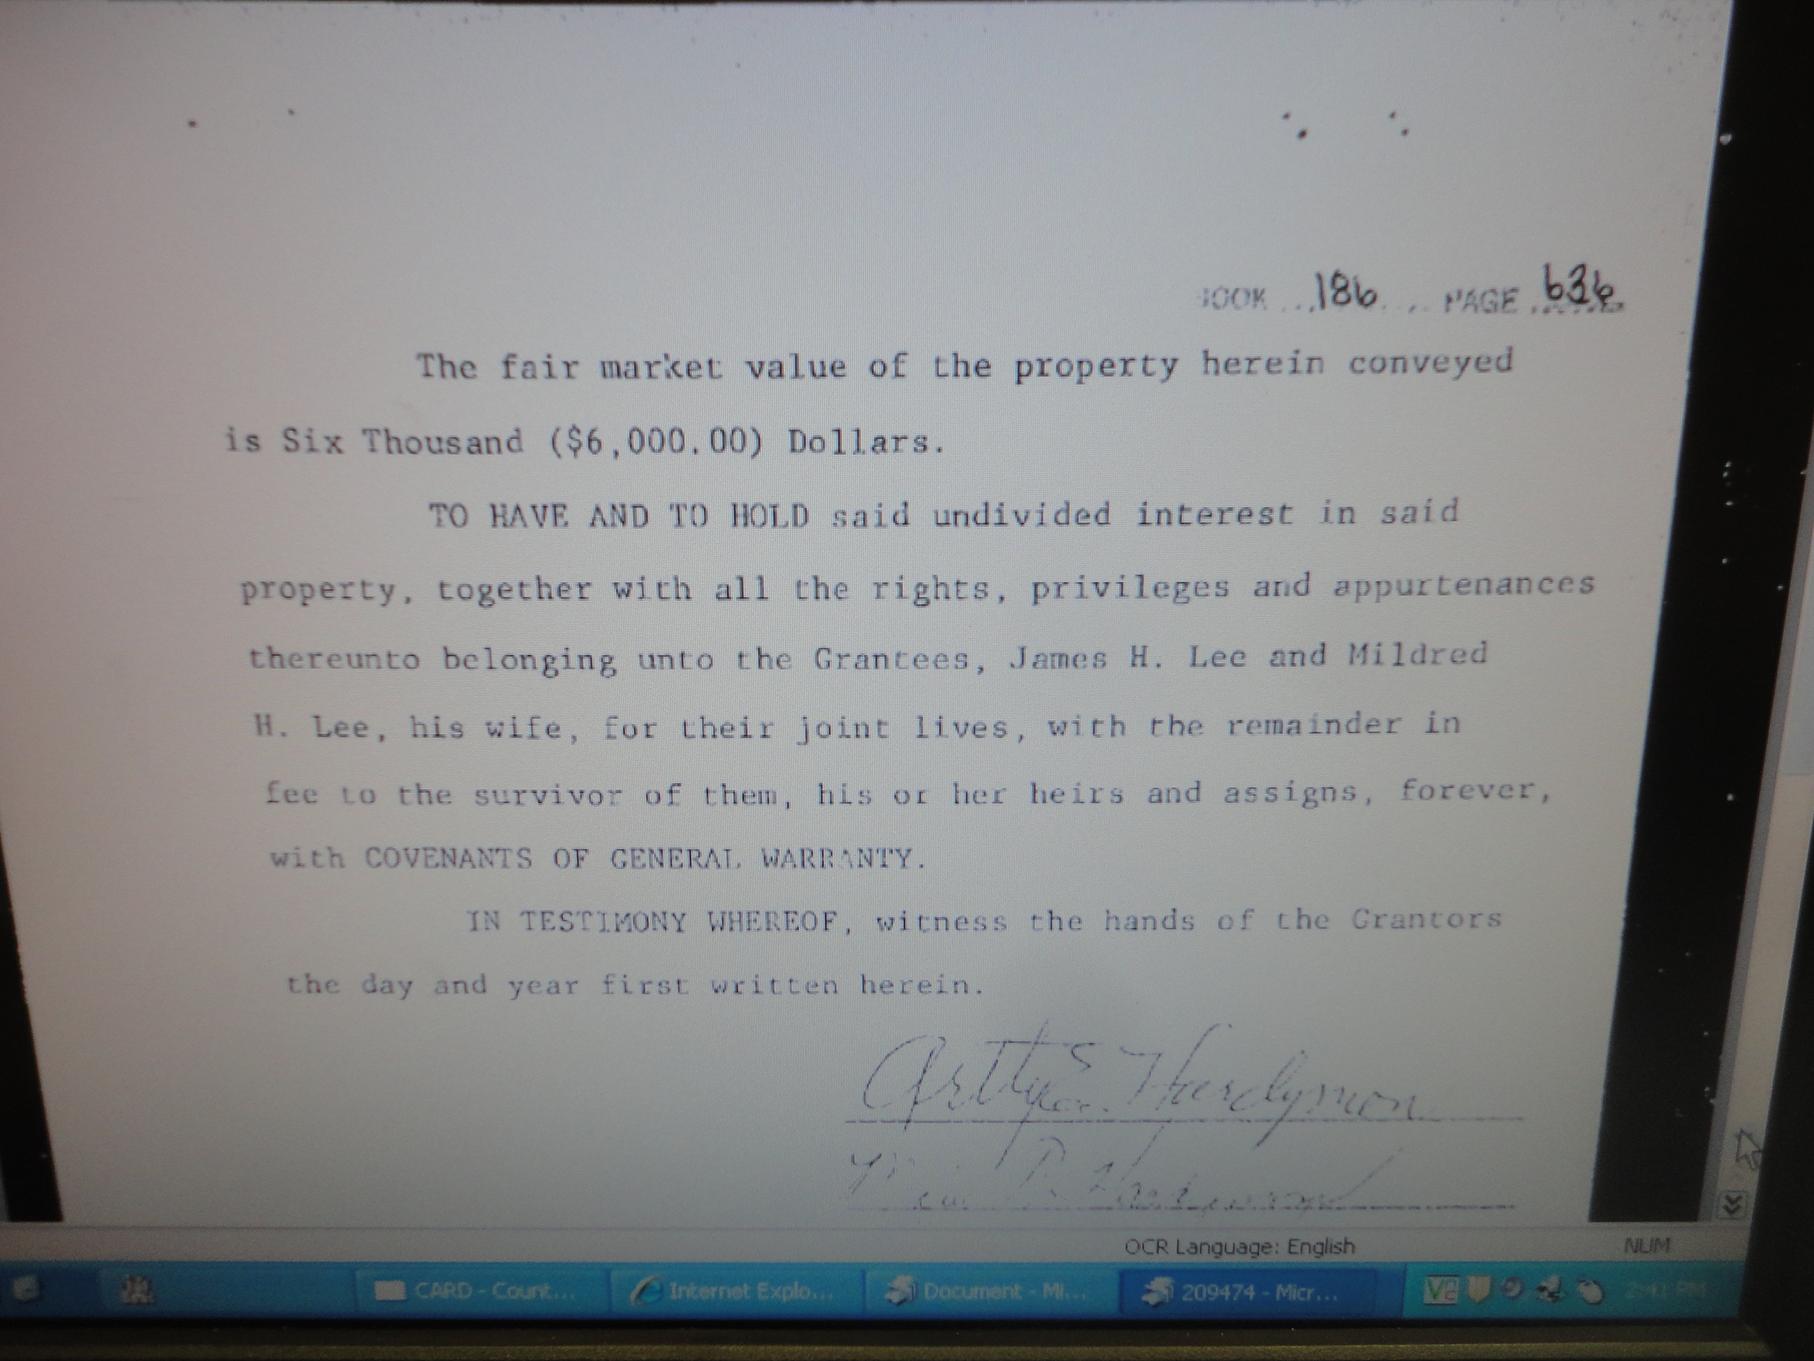 BOOK ...186.... PAGE .636.
The fair market value of the property herein conveyed
is Six Thousand ($6,000.00) Dollars.
TO HAVE AND TO HOLD said undivided interest in said
property, together with all the rights, privileges and appurtenances
thereunto belonging unto the Grantees, James H. Lee and Mildred
H. Lee, his wife, for their joint lives, with the remainder in
fee to the survivor of them, his or her heirs and assigns, forever,
with COVENANTS OF GENERAL WARRANTY.
IN TESTIMONY WHEREOF, witness the hands of the Grantors
the day and year first written herein.
Hardymon
OCR Language: English NUM
CARD - Count... Internet Explo... Document - Mi... 209474 - Micr...